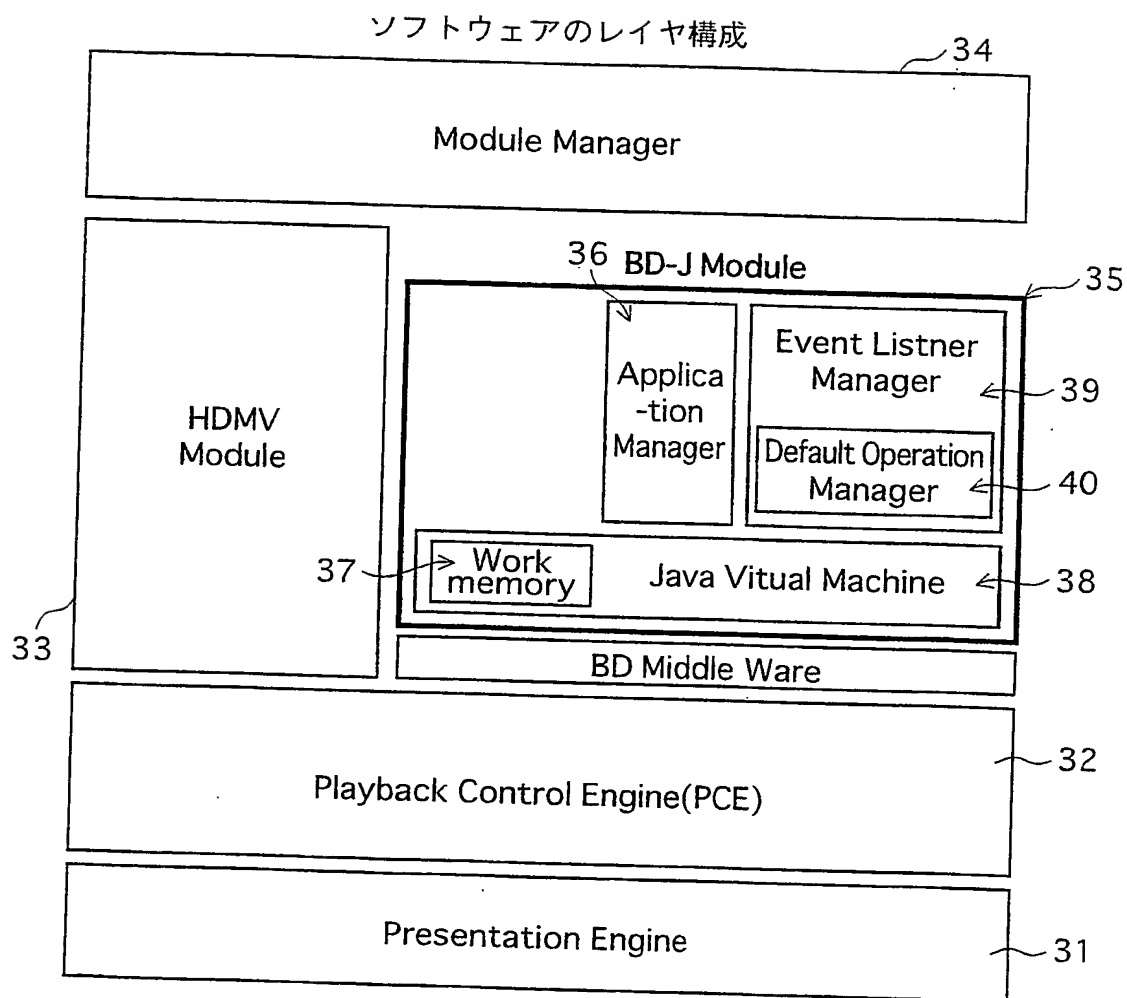 ソフトウェアのレイヤ構成
34
Module Manager
36
BD-J Module
35
HDMV
Module
Applica
-tion
Manager
Event Listner
Manager
39
Default Operation
Manager
40
37
Work
memory
Java Vitual Machine
38
33
BD Middle Ware
Playback Control Engine(PCE)
32
Presentation Engine
31